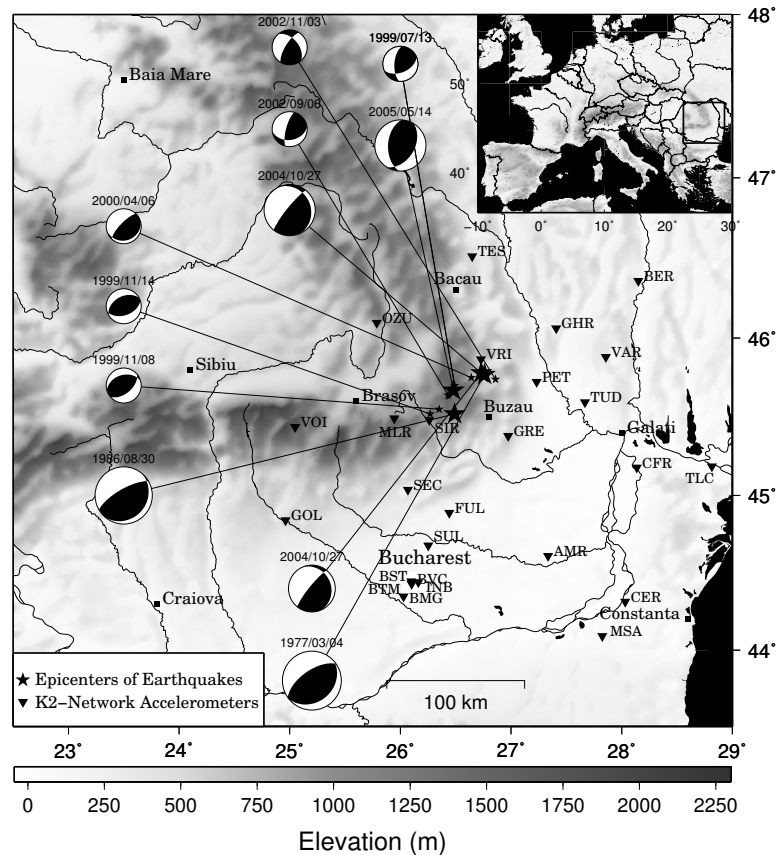 2002/11/03
1999/07/13
2002/09/06
2005/05/14
2004/10/27
2000/04/06
1999/11/14
1999/11/08
1986/08/30
2004/10/27
1977/03/04
Baia Mare
TES
Bacau
BER
OZU
GHR
VRI
VAR
Sibiu
PET
Brasov
TUD
Buzau
VOI
MLR
SIR
GRE
Galati
CFR
TLC
SEC
GOL
FUL
SUL
Bucharest
AMR
BST
BVC
BTM
INB
BMG
Craiova
CER
Constanta
MSA
50˚
40˚
−10˚ 0˚ 10˚ 20˚ 30˚
48˚
47˚
46˚
45˚
44˚
★ Epicenters of Earthquakes
▼ K2−Network Accelerometers
100 km
23˚ 24˚ 25˚ 26˚ 27˚ 28˚ 29˚
0 250 500 750 1000 1250 1500 1750 2000 2250
Elevation (m)